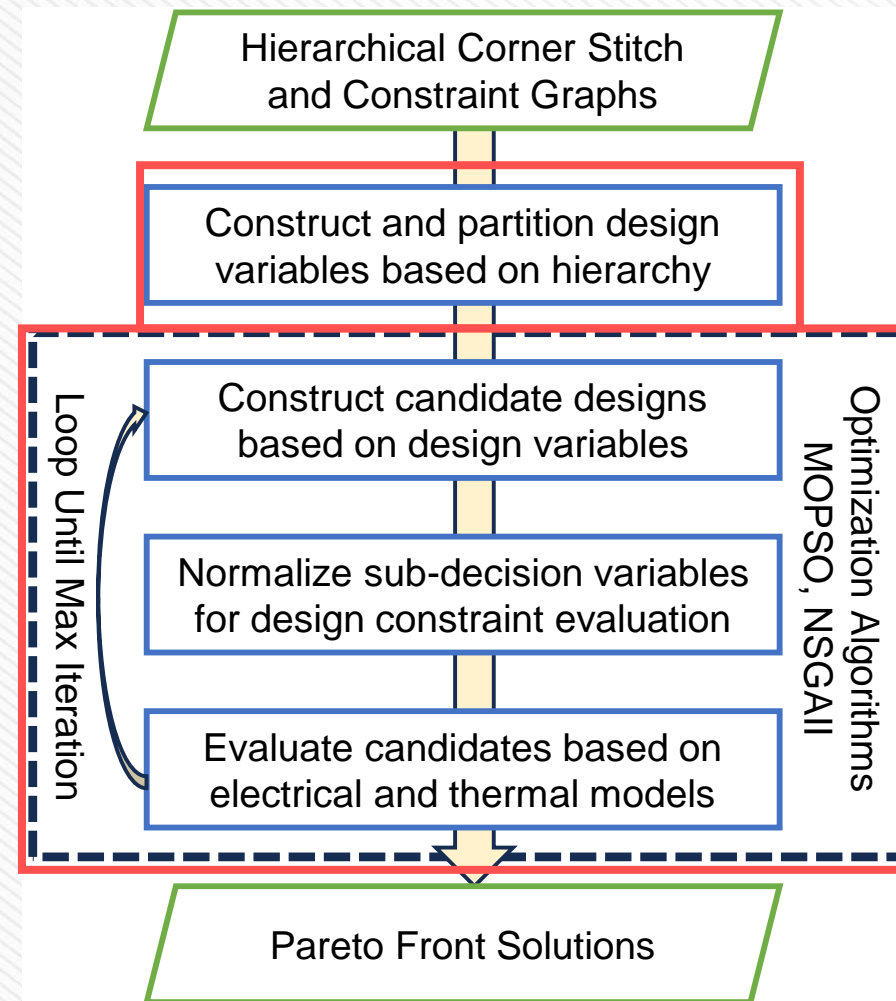 Hierarchical Corner Stitch
and Constraint Graphs
Construct and partition design
variables based on hierarchy
Loop Until Max Iteration
Construct candidate designs
based on design variables
Normalize sub-decision variables
for design constraint evaluation
Evaluate candidates based on
electrical and thermal models
Optimization Algorithms
MOPSO, NSGAII
Pareto Front Solutions